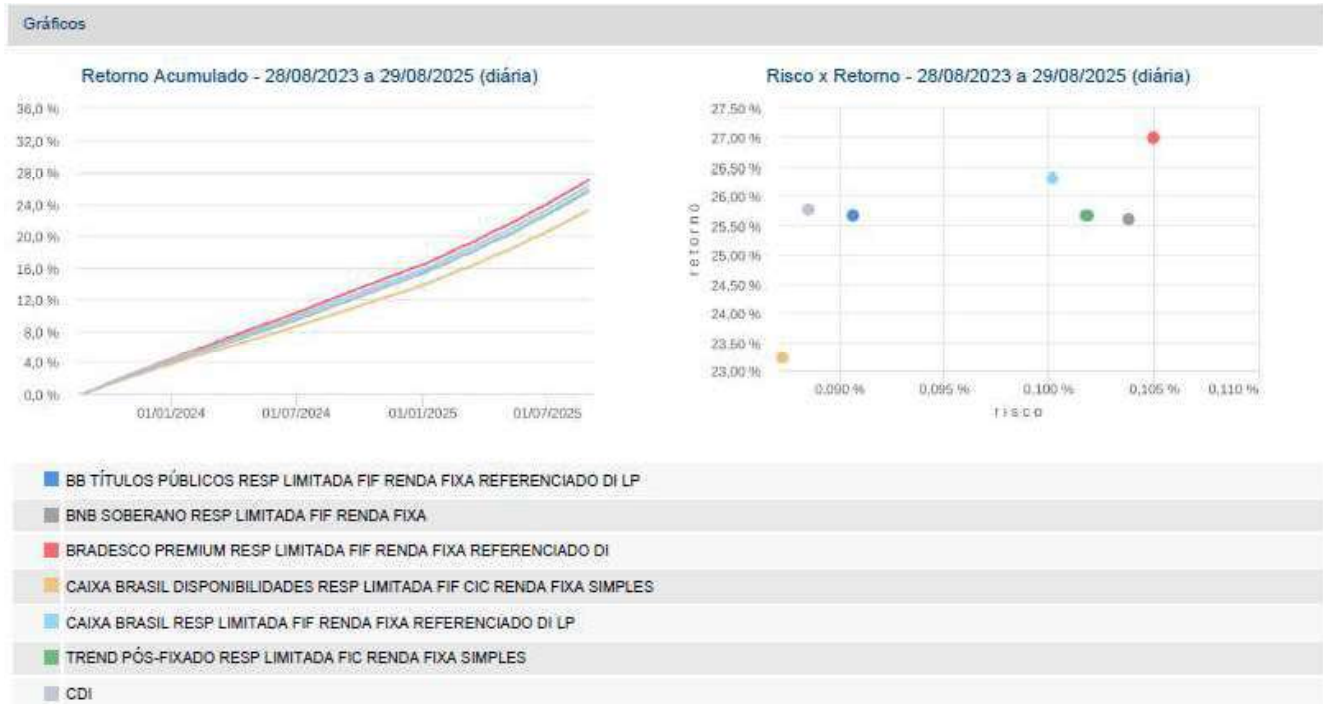 Gráficos
Retorno Acumulado - 28/08/2023 a 29/08/2025 (diária)
36,0 %
32,0 %
28,0 %
24,0 %
20,0 %
16,0 %
12,0 %
8,0 %
4,0 %
0,0 %
01/01/2024 01/07/2024 01/01/2025 01/07/2025
Risco x Retorno - 28/08/2023 a 29/08/2025 (diária)
retorno
27,50 %
27,00 %
26,50 %
26,00 %
25,50 %
25,00 %
24,50 %
24,00 %
23,50 %
23,00 %
0,090 % 0,095 % 0,100 % 0,105 % 0,110 %
risco
BB TÍTULOS PÚBLICOS RESP LIMITADA FIF RENDA FIXA REFERENCIADO DI LP
BNB SOBERANO RESP LIMITADA FIF RENDA FIXA
BRADESCO PREMIUM RESP LIMITADA FIF RENDA FIXA REFERENCIADO DI
CAIXA BRASIL DISPONIBILIDADES RESP LIMITADA FIF CIC RENDA FIXA SIMPLES
CAIXA BRASIL RESP LIMITADA FIF RENDA FIXA REFERENCIADO DI LP
TREND PÓS-FIXADO RESP LIMITADA FIC RENDA FIXA SIMPLES
CDI